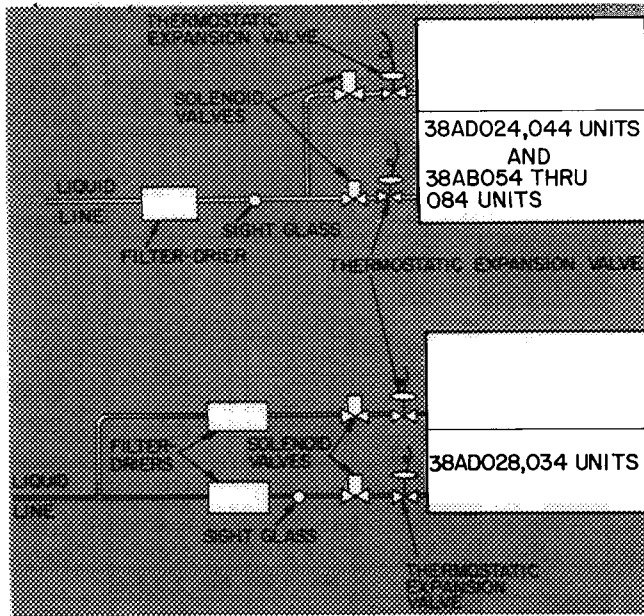 THERMOSTATIC
EXPANSION VALVE
SOLENOID
VALVES
38AD024,044 UNITS
AND
38AB054 THRU
084 UNITS
LIQUID
LINE
SIGHT GLASS
FILTER-DRIER
THERMOSTATIC EXPANSION VALVE
FILTER-
DRIERS
SOLENOID
VALVES
38AD028,034 UNITS
LIQUID
LINE
SIGHT GLASS
THERMOSTATIC
EXPANSION
VALVE